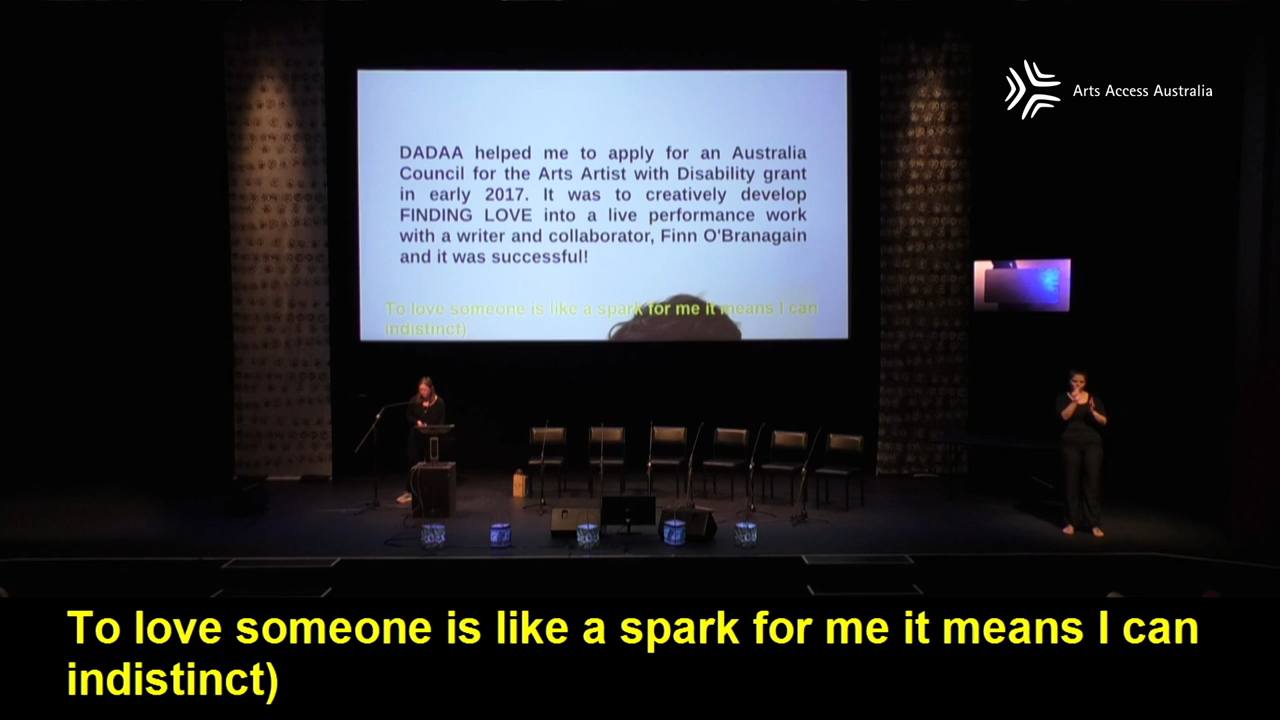 Arts Access Australia
DADAA helped me to apply for an Australia
Council for the Arts Artist with Disability grant
in early 2017. It was to creatively develop
FINDING LOVE into a live performance work
with a writer and collaborator, Finn O'Branagain
and it was successful!
To love someone is like a spark for me it means I can
indistinct)
To love someone is like a spark for me it means I can
indistinct)